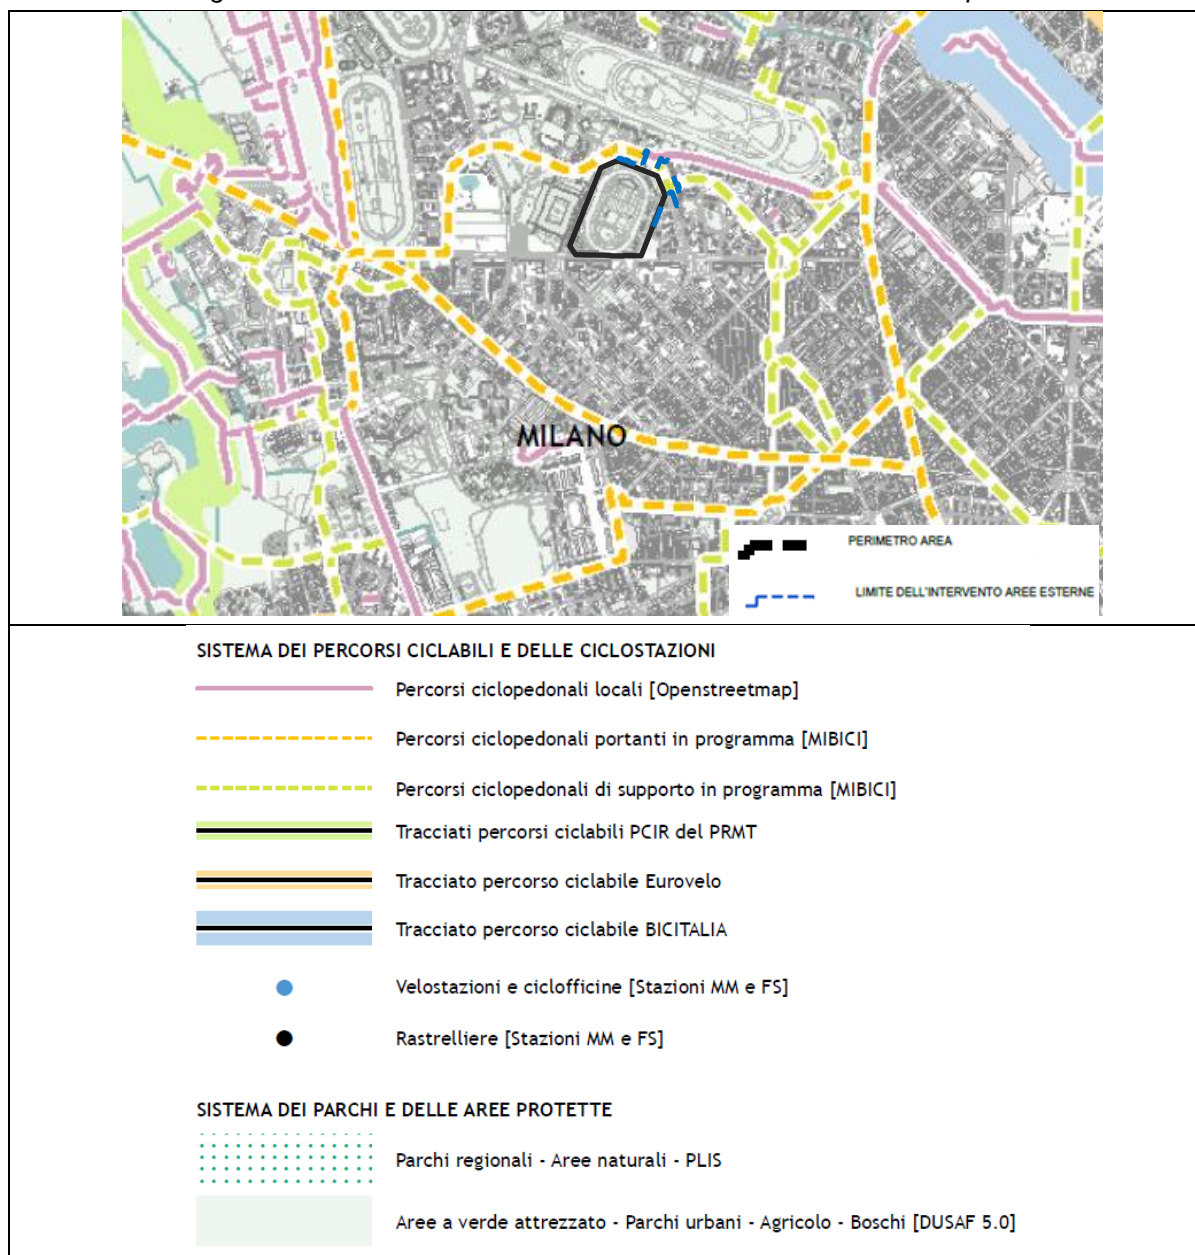 MILANO
PERIMETRO AREA
LIMITE DELL'INTERVENTO AREE ESTERNE
SISTEMA DEI PERCORSI CICLABILI E DELLE CICLOSTAZIONI
Percorsi ciclopedonali locali [Openstreetmap]
Percorsi ciclopedonali portanti in programma [MIBICI]
Percorsi ciclopedonali di supporto in programma [MIBICI]
Tracciati percorsi ciclabili PCIR del PRMT
Tracciato percorso ciclabile Eurovelo
Tracciato percorso ciclabile BICITALIA
Velostazioni e ciclofficine [Stazioni MM e FS]
Rastrelliere [Stazioni MM e FS]
SISTEMA DEI PARCHI E DELLE AREE PROTETTE
Parchi regionali - Aree naturali - PLIS
Aree a verde attrezzato - Parchi urbani - Agricolo - Boschi [DUSAF 5.0]